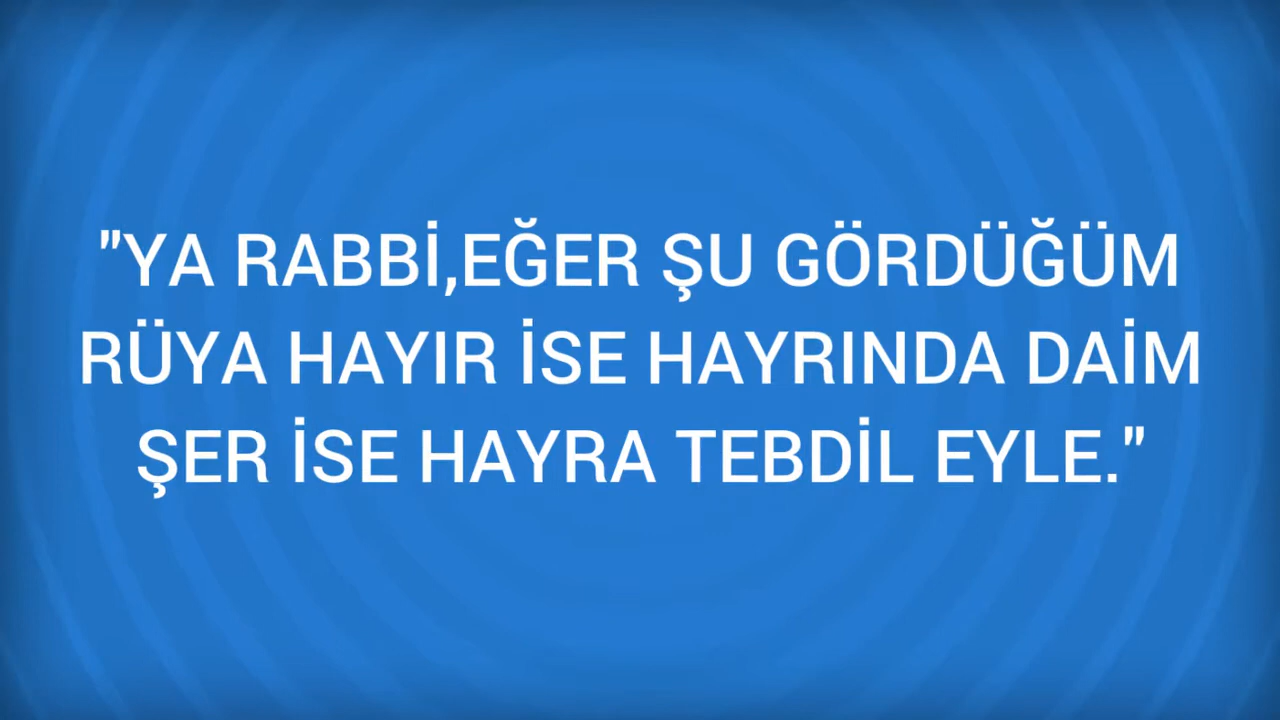 "YA RABBİ,EĞER ŞU GÖRDÜĞÜM
RÜYA HAYIR İSE HAYRINDA DAİM
ŞER İSE HAYRA TEBDİL EYLE."